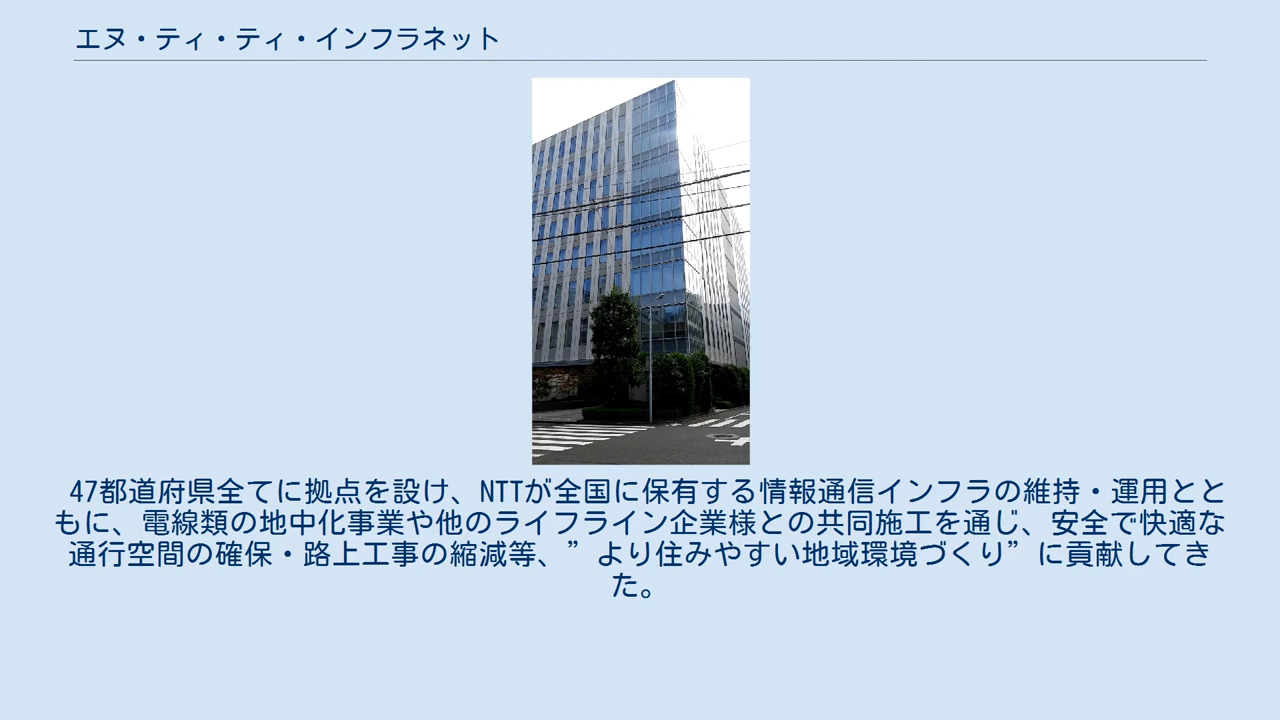 エヌ・ティ・ティ・インフラネット
47都道府県全てに拠点を設け、NTTが全国に保有する情報通信インフラの維持・運用とと
もに、電線類の地中化事業や他のライフライン企業様との共同施工を通じ、安全で快適な
通行空間の確保・路上工事の縮減等、”より住みやすい地域環境づくり”に貢献してき
た。